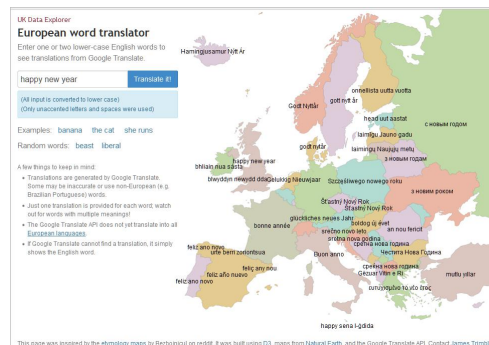 UK Data Explorer
European word translator
Enter one or two lower-case English words to
see translations from Google Translate.
happy new year
Translate it!
(All input is converted to lower case)
(Only unaccented letters and spaces were used)
Examples: banana the cat she runs
Random words: beast liberal
A few things to keep in mind:
Translations are generated by Google Translate.
Some may be inaccurate or use non-European (e.g.
Brazilian Portuguese) words.
Just one translation is provided for each word; watch
out for words with multiple meanings!
The Google API does not yet translate into all
European languages.
If Google Translate cannot find a translation, it simply
shows the English word.
Hamingjusamur Nýtt Ár
onnellista uutta vuotta
gott nytt år
Godt Nyttår
head uut aastat
с новым годом
laimīgu Jauno gadu
godt nytår
laimingų Naujųjų metų
з новым годам
happy new year
bhliain nua sásta
blwyddyn newydd dda
Gelukkig Nieuwjaar
Szczęśliwego nowego roku
з новим роком
Šťastný Nový Rok
Šťastný Nový Rok
glückliches neues Jahr
boldog új évet
bonne année
srečno novo leto
an nou fericit
sretna nova godina
срећна нова година
feliz ano novo
urte berri zoriontsua
Buon anno
Честита Нова Година
feliç any nou
feliz año nuevo
среќна нова година
Gëzuar Vitin e Ri
mutlu yıllar
feliz ano novo
ευτυχισμένο το νέο έτος
happy sena l-ġdida
This page was inspired by the etymology maps by Bezbojnicul on reddit. It was built using D3, maps from Natural Earth, and the Google Translate API. Contact James Trimbl